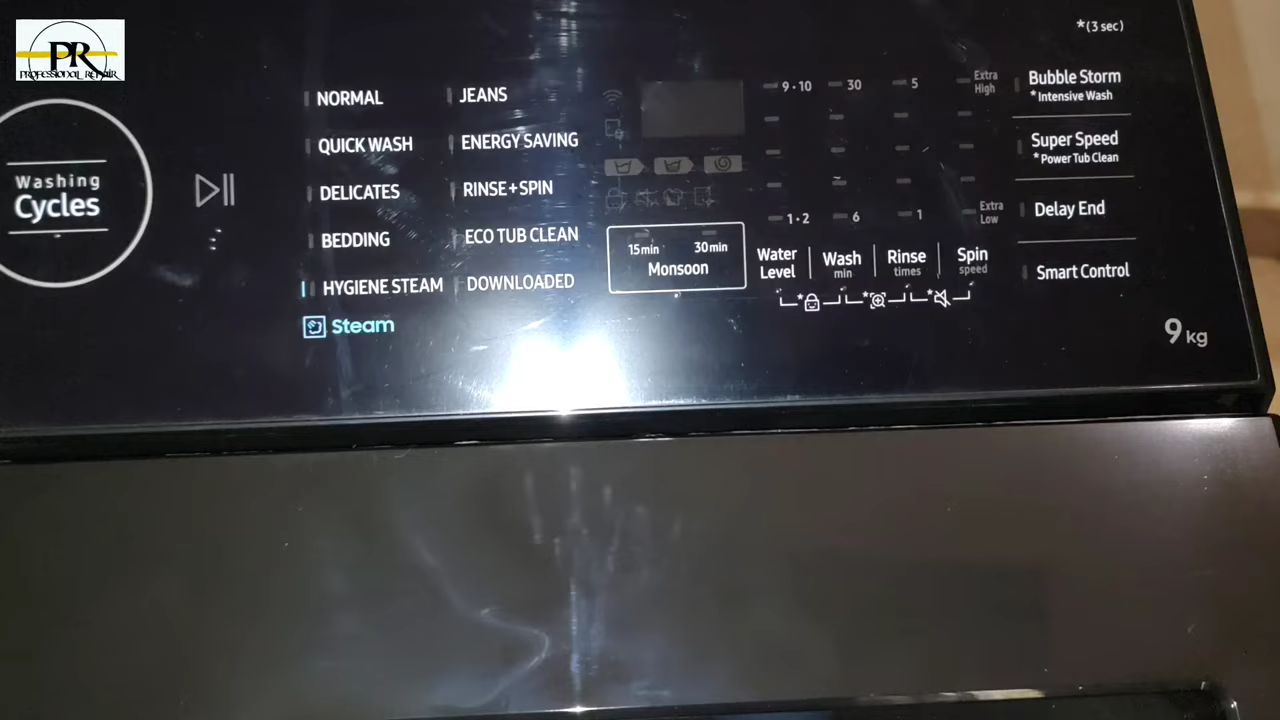 PR
PROFESSIONAL REPAIR
*(3 sec)
Washing
Cycles
NORMAL
QUICK WASH
DELICATES
BEDDING
HYGIENE STEAM
Steam
JEANS
ENERGY SAVING
RINSE+SPIN
ECO TUB CLEAN
DOWNLOADED
15min 30min
Monsoon
9·10 30 5 Extra High
1·2 6 1 Extra Low
Water Level
Wash min
Rinse times
Spin speed
Bubble Storm
*Intensive Wash
Super Speed
*Power Tub Clean
Delay End
Smart Control
9 kg